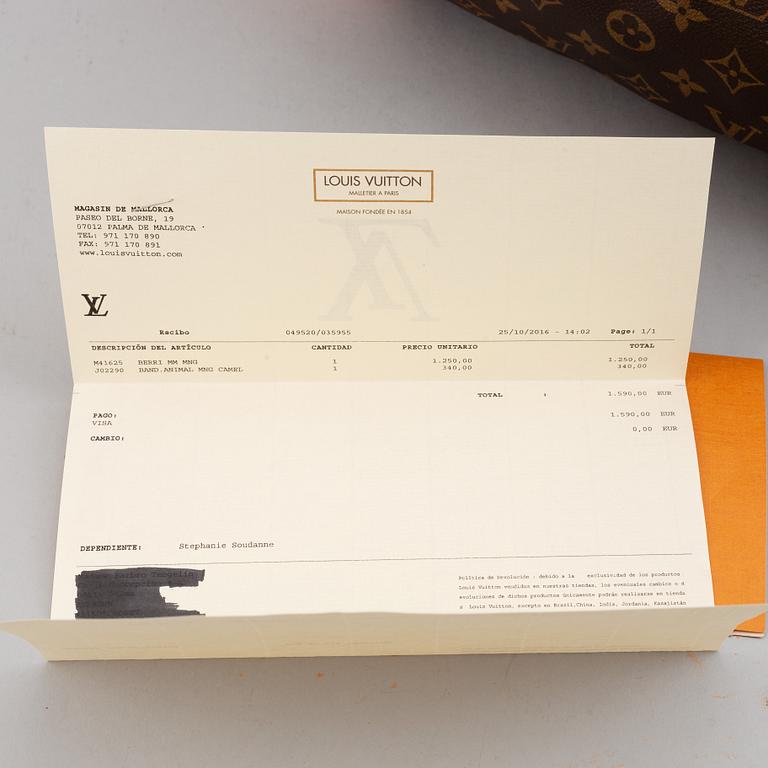 LOUIS VUITTON
MALLETIER A PARIS
MAISON FONDÉE EN 1854
MAGASIN DE MALLORCA
PASEO DEL BORNE, 19
07012 PALMA DE MALLORCA
TEL: 971 170 890
FAX: 971 170 891
www.louisvuitton.com
LV
Recibo 049520/035955 25/10/2016 - 14:02 Page: 1/1
DESCRIPCIÓN DEL ARTÍCULO CANTIDAD PRECIO UNITARIO TOTAL
M41625 BERRI MM MNG 1 1.250,00 1.250,00
J02290 BAND.ANIMAL MNG CAMEL 1 340,00 340,00
TOTAL : 1.590,00 EUR
PAGO: 1.590,00 EUR
VISA
0,00 EUR
CAMBIO:
DEPENDIENTE: Stephanie Soudanne
Política de Devolución : debido a la exclusividad de los productos
Louis Vuitton vendidos en nuestras tiendas, los eventuales cambios o d
evoluciones de dichos productos únicamente podrán realizarse en tienda
s Louis Vuitton, excepto en Brazil,China, India, Jordania, Kazajistán